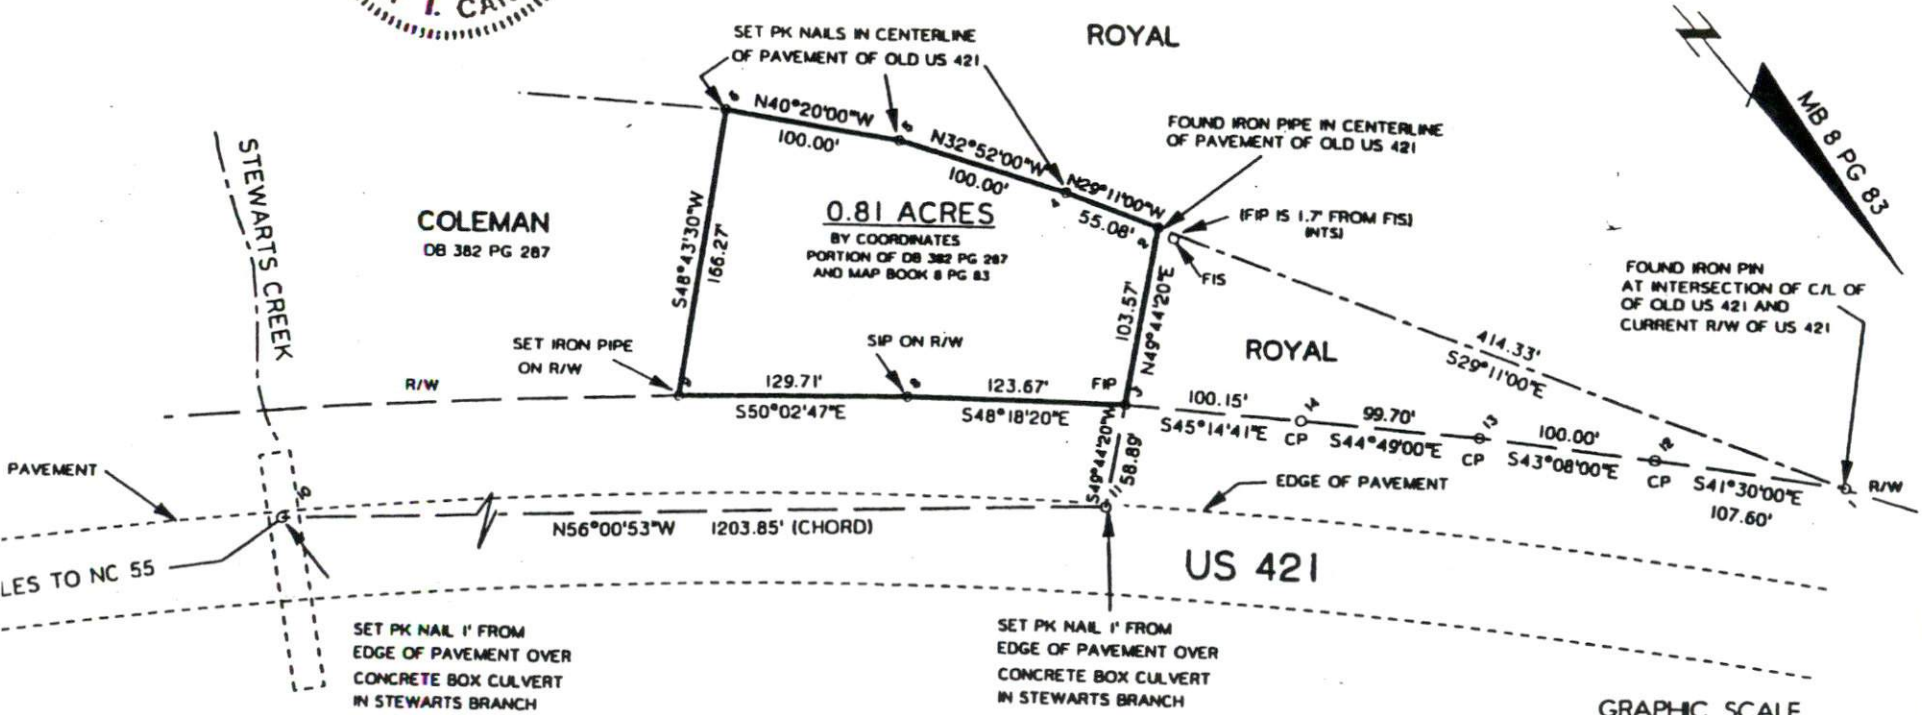 SET PK NAILS IN CENTERLINE
OF PAVEMENT OF OLD US 421
ROYAL
MB 8 PG 83
N40°20'00"W
100.00'
6
5
N32°52'00"W
100.00'
4
N29°11'00"W
55.08'
2
FOUND IRON PIPE IN CENTERLINE
OF PAVEMENT OF OLD US 421
(FIP IS 1.7' FROM FIS)
(NTS)
FIS
STEWARTS CREEK
COLEMAN
DB 382 PG 287
S48°43'30"W
166.27'
0.81 ACRES
BY COORDINATES
PORTION OF DB 382 PG 287
AND MAP BOOK 8 PG 83
103.57'
N49°44'20"E
FOUND IRON PIN
AT INTERSECTION OF C/L OF
OF OLD US 421 AND
CURRENT R/W OF US 421
414.33'
S29°11'00"E
ROYAL
SET IRON PIPE
ON R/W
SIP ON R/W
R/W
129.71'
S50°02'47"E
8
123.67'
S48°18'20"E
FIP
3
100.15'
S45°14'41"E
14
CP
99.70'
S44°49'00"E
13
CP
100.00'
S43°08'00"E
12
CP
S41°30'00"E
107.60'
R/W
S49°44'20"W
58.89'
11
PAVEMENT
EDGE OF PAVEMENT
N56°00'53"W 1203.85' (CHORD)
US 421
LES TO NC 55
SET PK NAIL 1' FROM
EDGE OF PAVEMENT OVER
CONCRETE BOX CULVERT
IN STEWARTS BRANCH
SET PK NAIL 1' FROM
EDGE OF PAVEMENT OVER
CONCRETE BOX CULVERT
IN STEWARTS BRANCH
GRAPHIC SCALE